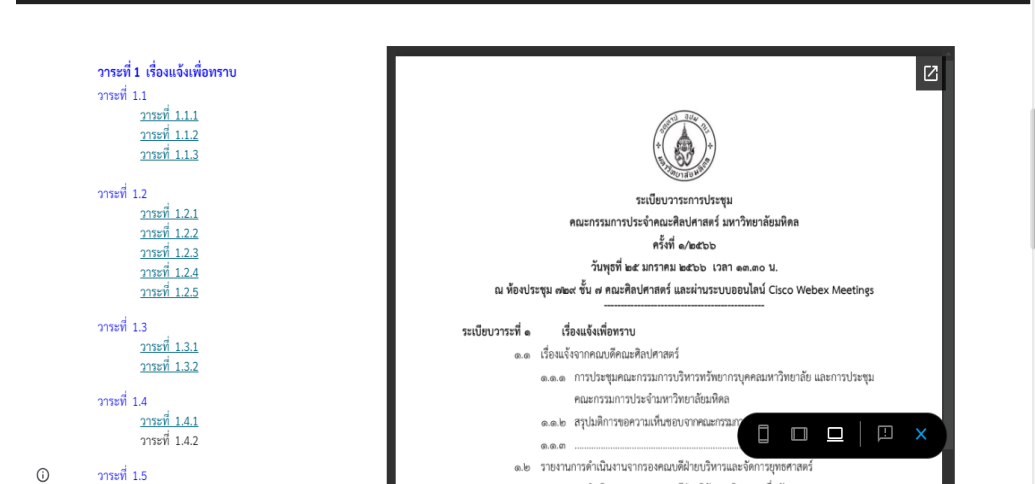 วาระที่ 1 เรื่องแจ้งเพื่อทราบ
วาระที่ 1.1
วาระที่ 1.1.1
วาระที่ 1.1.2
วาระที่ 1.1.3
วาระที่ 1.2
วาระที่ 1.2.1
วาระที่ 1.2.2
วาระที่ 1.2.3
วาระที่ 1.2.4
วาระที่ 1.2.5
วาระที่ 1.3
วาระที่ 1.3.1
วาระที่ 1.3.2
วาระที่ 1.4
วาระที่ 1.4.1
วาระที่ 1.4.2
วาระที่ 1.5
ระเบียบวาระการประชุม
คณะกรรมการประจำคณะศิลปศาสตร์ มหาวิทยาลัยมหิดล
ครั้งที่ ๑/๒๕๖๖
วันพุธที่ ๒๕ มกราคม ๒๕๖๖ เวลา ๑๓.๓๐ น.
ณ ห้องประชุม ๗๒๙ ชั้น ๗ คณะศิลปศาสตร์ และผ่านระบบออนไลน์ Cisco Webex Meetings
ระเบียบวาระที่ ๑ เรื่องแจ้งเพื่อทราบ
๑.๑ เรื่องแจ้งจากคณบดีคณะศิลปศาสตร์
๑.๑.๑ การประชุมคณะกรรมการบริหารทรัพยากรบุคคลมหาวิทยาลัย และการประชุม
คณะกรรมการประจำมหาวิทยาลัยมหิดล
๑.๑.๒ สรุปมติการขอความเห็นชอบจากคณะกรรมกา
๑.๑.๓ ........................................
๑.๒ รายงานการดำเนินงานจากรองคณบดีฝ่ายบริหารและจัดการยุทธศาสตร์